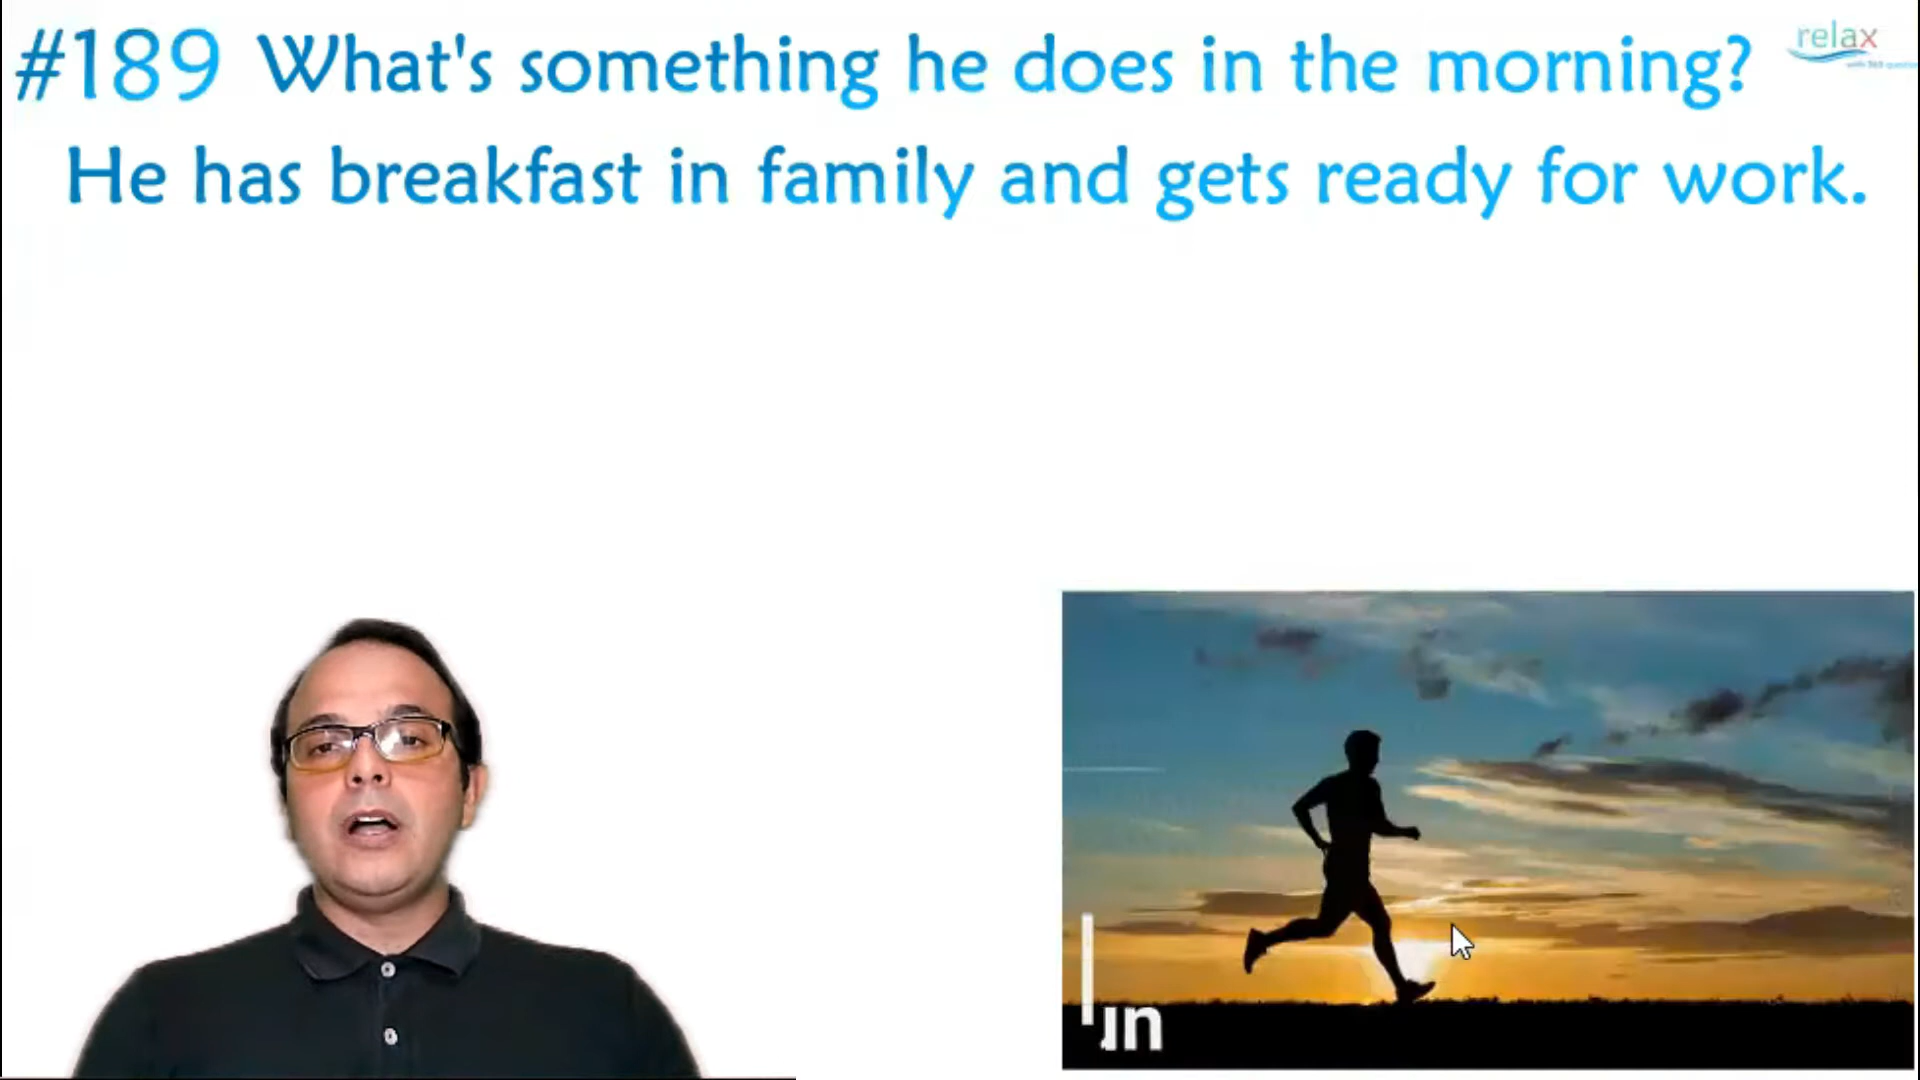 #189 What's something he does in the morning?
relax
He has breakfast in family and gets ready for work.
un